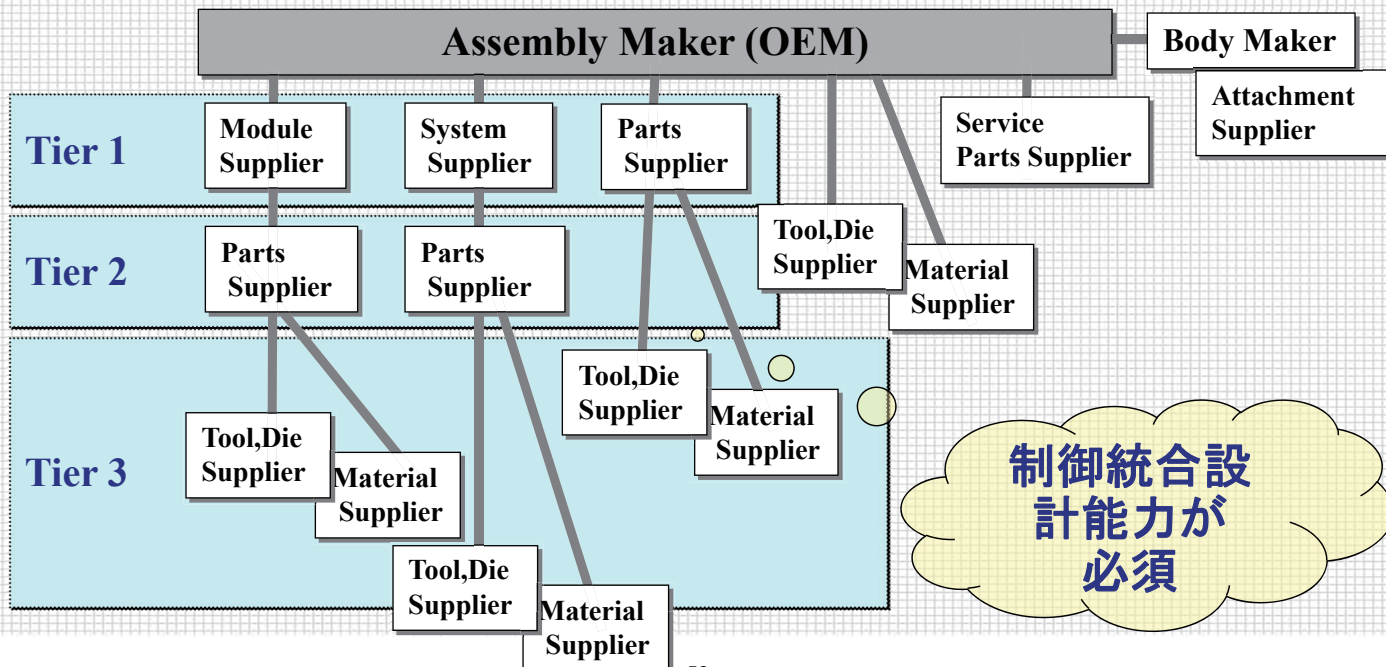 Assembly Maker (OEM)
Body Maker
Attachment
Supplier
Tier 1
Module
Supplier
System
Supplier
Parts
Supplier
Service
Parts Supplier
Tier 2
Parts
Supplier
Parts
Supplier
Tool,Die
Supplier
Material
Supplier
Tier 3
Tool,Die
Supplier
Material
Supplier
Tool,Die
Supplier
Material
Supplier
Tool,Die
Supplier
Material
Supplier
制御統合設
計能力が
必須